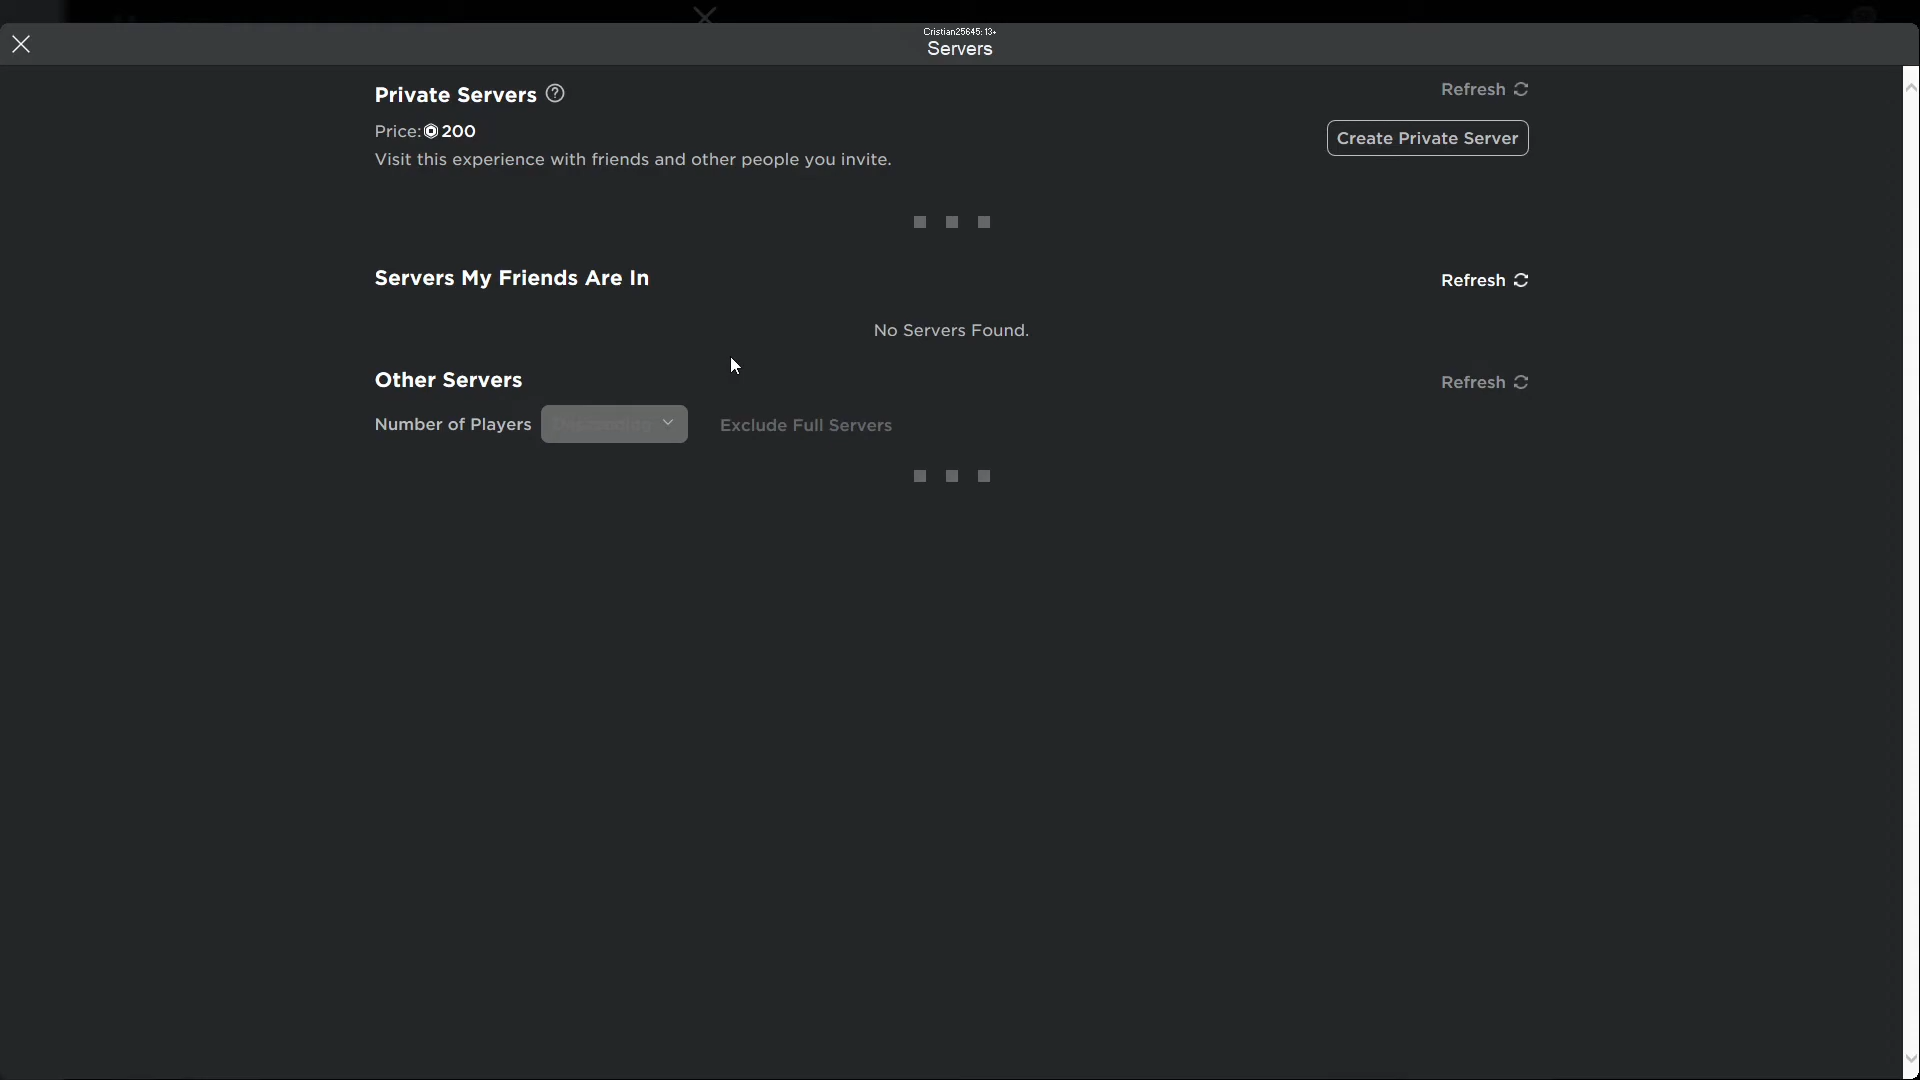 Cristian25645: 13+
Servers
Private Servers
Refresh
Price: 200
Create Private Server
Visit this experience with friends and other people you invite.
Servers My Friends Are In
Refresh
No Servers Found.
Other Servers
Refresh
Number of Players
Exclude Full Servers